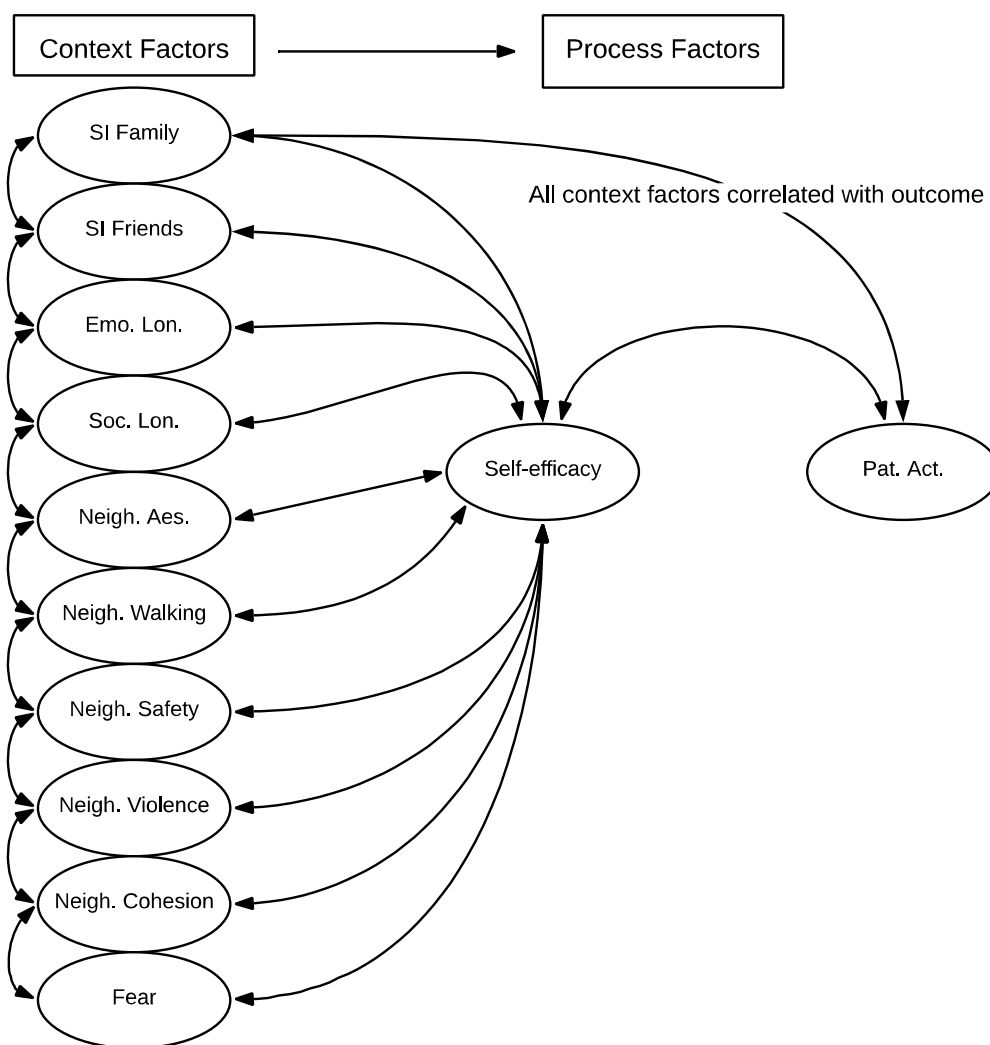 Context Factors
Process Factors
SI Family
All context factors correlated with outcome
SI Friends
Emo. Lon.
Soc. Lon.
Self-efficacy
Pat. Act.
Neigh. Aes.
Neigh. Walking
Neigh. Safety
Neigh. Violence
Neigh. Cohesion
Fear